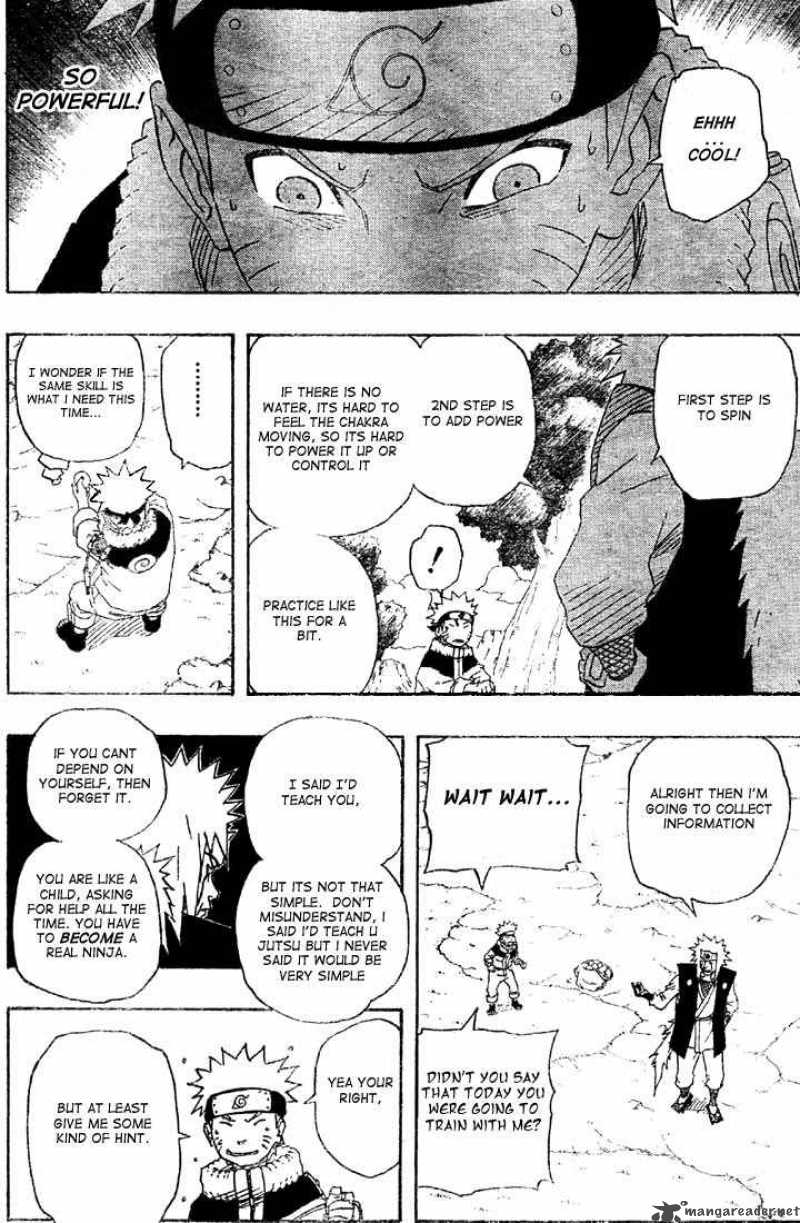 EHHH
...
COOL!
SO
POWERFUL!
FIRST STEP IS
TO SPIN
2ND STEP IS
TO ADD POWER
IF THERE IS NO
WATER, ITS HARD TO
FEEL THE CHAKRA
MOVING, SO ITS HARD
TO POWER IT UP OR
CONTROL IT
!
PRACTICE LIKE
THIS FOR A
BIT.
........
I WONDER IF THE
SAME SKILL IS
WHAT I NEED THIS
TIME...
ALRIGHT THEN I'M
GOING TO COLLECT
INFORMATION
WAIT WAIT...
DIDN'T YOU SAY
THAT TODAY YOU
WERE GOING TO
TRAIN WITH ME?
I SAID I'D
TEACH YOU,
BUT ITS NOT THAT
SIMPLE. DON'T
MISUNDERSTAND, I
SAID I'D TEACH U
JUTSU BUT I NEVER
SAID IT WOULD BE
VERY SIMPLE
IF YOU CANT
DEPEND ON
YOURSELF, THEN
FORGET IT.
YOU ARE LIKE A
CHILD, ASKING
FOR HELP ALL THE
TIME. YOU HAVE
TO BECOME A
REAL NINJA.
YEA YOUR
RIGHT,
BUT AT LEAST
GIVE ME SOME
KIND OF HINT.
mangareader.net